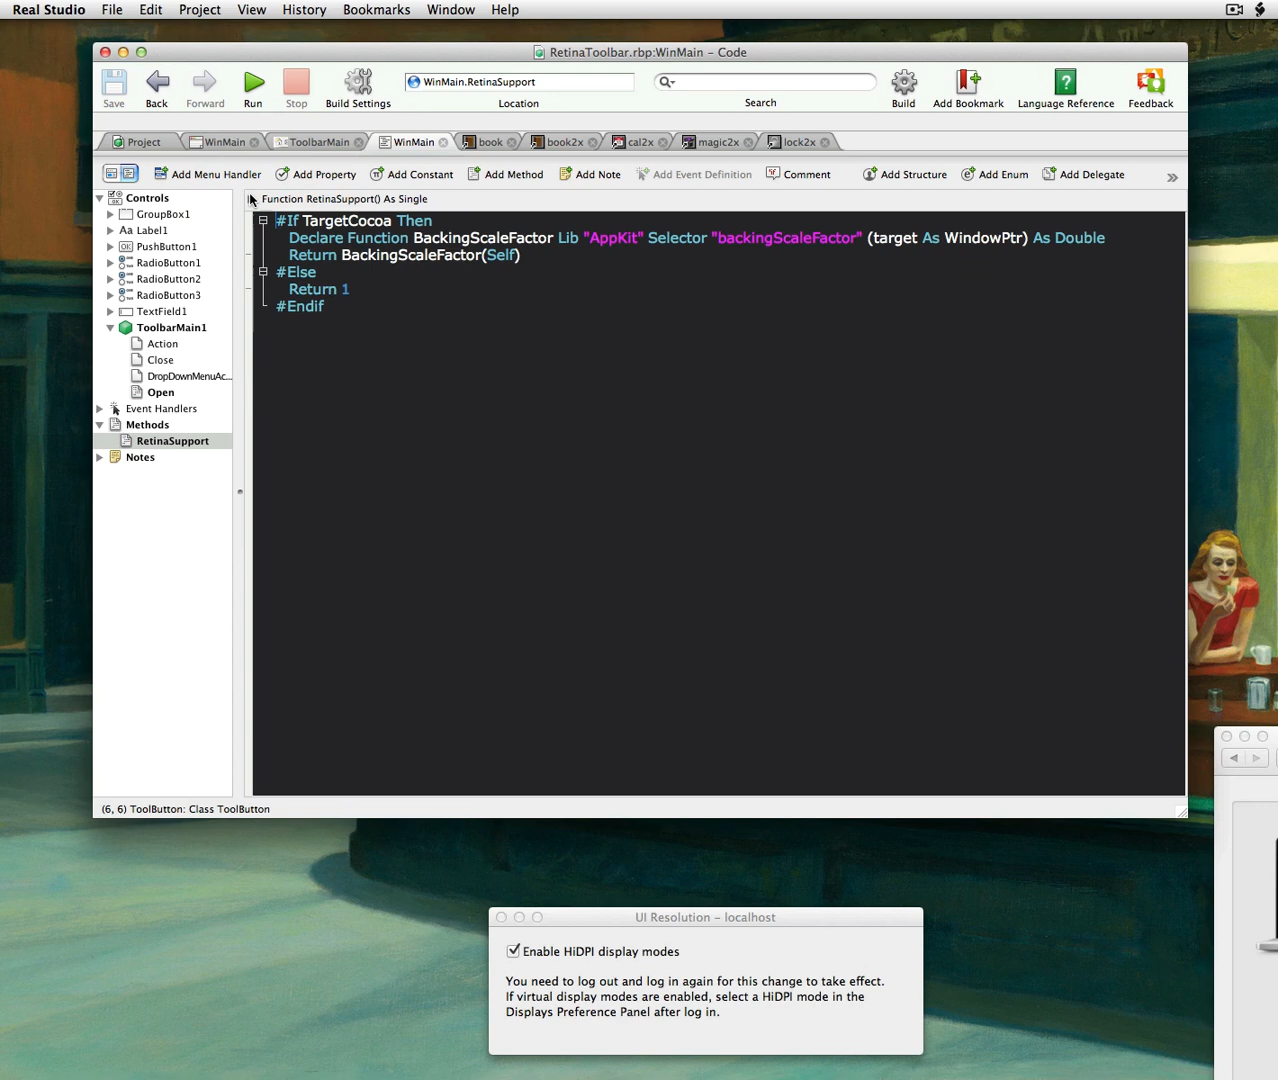 Real Studio File Edit Project View History Bookmarks Window Help
RetinaToolbar.rbp:WinMain – Code
Save Back Forward Run Stop Build Settings WinMain.RetinaSupport Location Search Build Add Bookmark Language Reference Feedback
Project WinMain ToolbarMain WinMain book book2x cal2x magic2x lock2x
Add Menu Handler Add Property Add Constant Add Method Add Note Add Event Definition Comment Add Structure Add Enum Add Delegate »
Controls
GroupBox1
Label1
PushButton1
RadioButton1
RadioButton2
RadioButton3
TextField1
ToolbarMain1
Action
Close
DropDownMenuAc...
Open
Event Handlers
Methods
RetinaSupport
Notes
Function RetinaSupport() As Single
#If TargetCocoa Then
Declare Function BackingScaleFactor Lib "AppKit" Selector "backingScaleFactor" (target As WindowPtr) As Double
Return BackingScaleFactor(Self)
#Else
Return 1
#Endif
(6, 6) ToolButton: Class ToolButton
UI Resolution – localhost
Enable HiDPI display modes
You need to log out and log in again for this change to take effect.
If virtual display modes are enabled, select a HiDPI mode in the
Displays Preference Panel after log in.